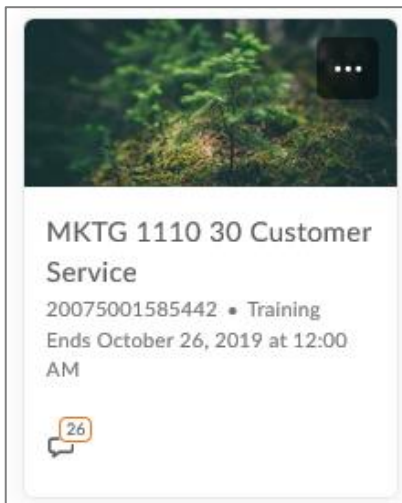 MKTG 1110 30 Customer
Service
20075001585442 • Training
Ends October 26, 2019 at 12:00
AM
26